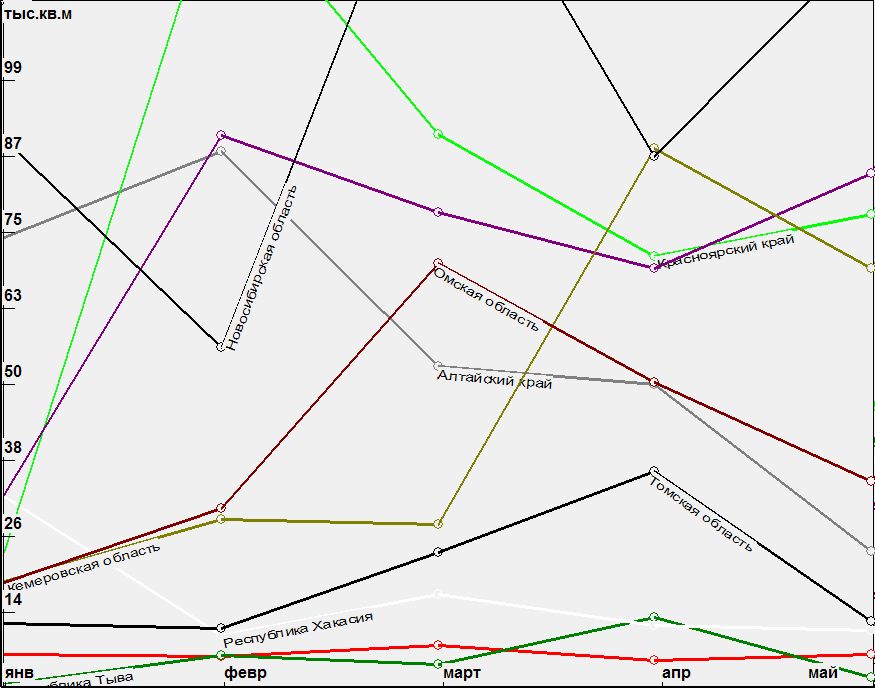 тыс.кв.м
99
87
75
63
50
38
26
14
Новосибирская область
Красноярский край
Омская область
Алтайский край
Томская область
Кемеровская область
Республика Хакасия
Тыва
янв
февр
март
апр
май